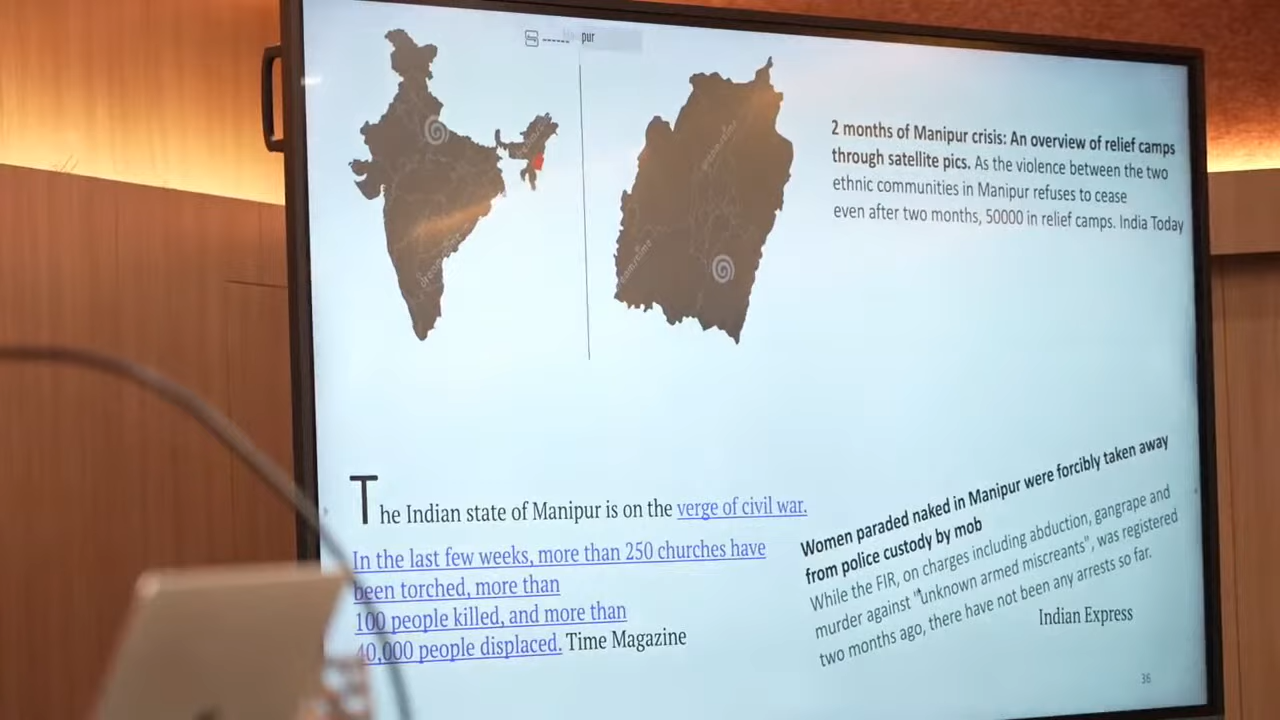 pur
2 months of Manipur crisis: An overview of relief camps
through satellite pics. As the violence between the two
ethnic communities in Manipur refuses to cease
even after two months, 50000 in relief camps. India Today
The Indian state of Manipur is on the verge of civil war.
In the last few weeks, more than 250 churches have
been torched, more than
100 people killed, and more than
40,000 people displaced. Time Magazine
Women paraded naked in Manipur were forcibly taken away
from police custody by mob
While the FIR, on charges including abduction, gangrape and
murder against "unknown armed miscreants", was registered
two months ago, there have not been any arrests so far.
Indian Express
36